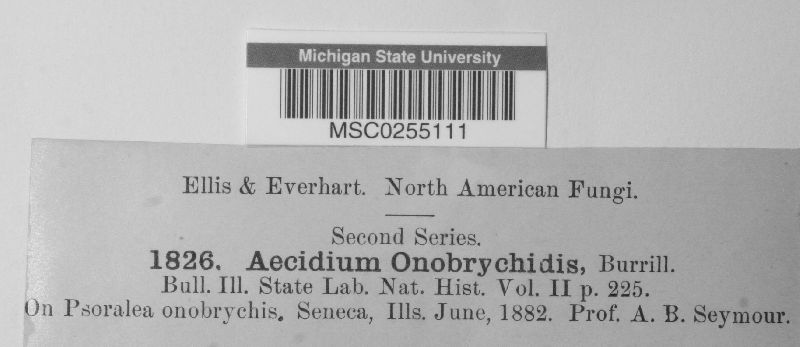 Michigan State University
MSC0255111
Ellis & Everhart. North American Fungi.
Second Series.
1826. Aecidium Onobrychidis, Burrill.
Bull. Ill. State Lab. Nat. Hist. Vol. II p. 225.
On Psoralea onobrychis. Seneca, Ills. June, 1882. Prof. A. B. Seymour.